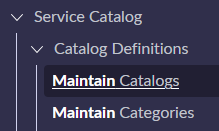 Service Catalog
Catalog Definitions
Maintain Catalogs
Maintain Categories